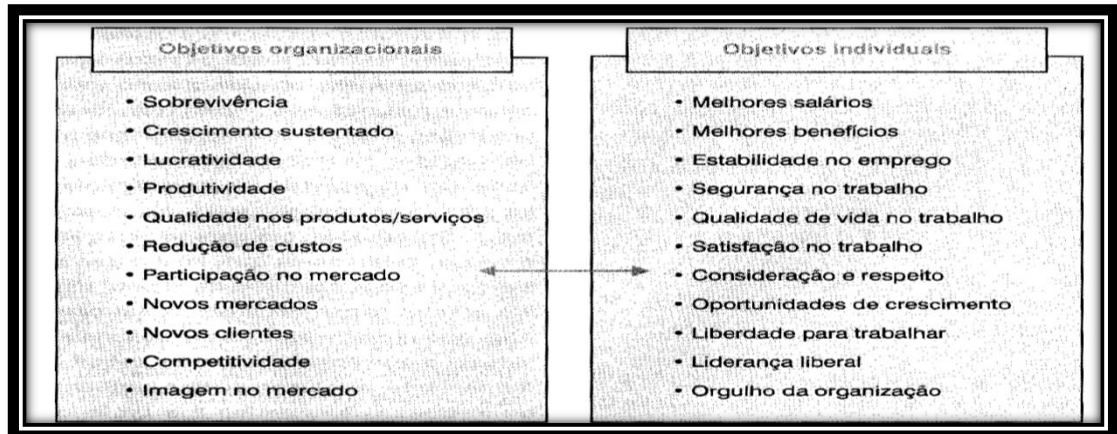 Objetivos organizacionais
• Sobrevivência
• Crescimento sustentado
• Lucratividade
• Produtividade
• Qualidade nos produtos/serviços
• Redução de custos
• Participação no mercado
• Novos mercados
• Novos clientes
• Competitividade
• Imagem no mercado
Objetivos individuais
• Melhores salários
• Melhores benefícios
• Estabilidade no emprego
• Segurança no trabalho
• Qualidade de vida no trabalho
• Satisfação no trabalho
• Consideração e respeito
• Oportunidades de crescimento
• Liberdade para trabalhar
• Liderança liberal
• Orgulho da organização